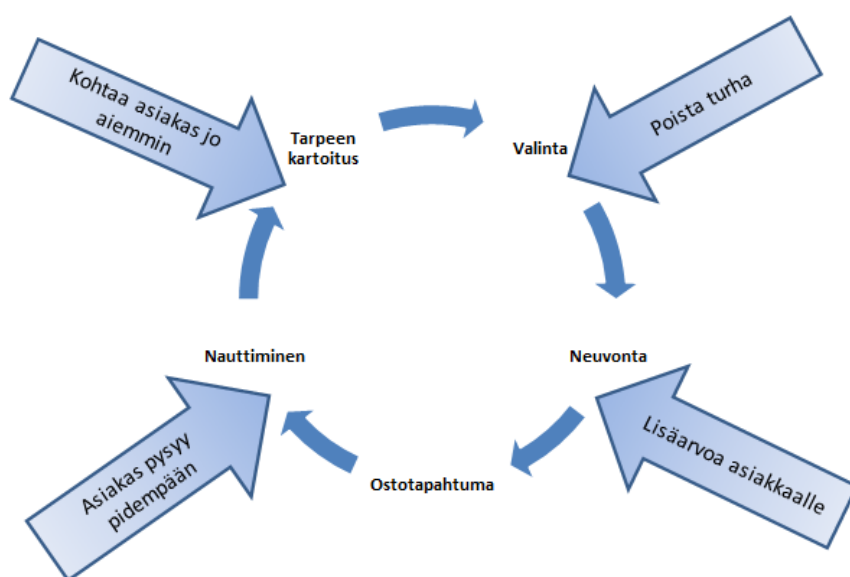 Kohtaa asiakas jo
aiemmin
Tarpeen
kartoitus
Valinta
Poista turha
Nauttiminen
Neuvonta
Asiakas pysyy
pidempään
Ostotapahtuma
Lisäarvoa asiakkaalle